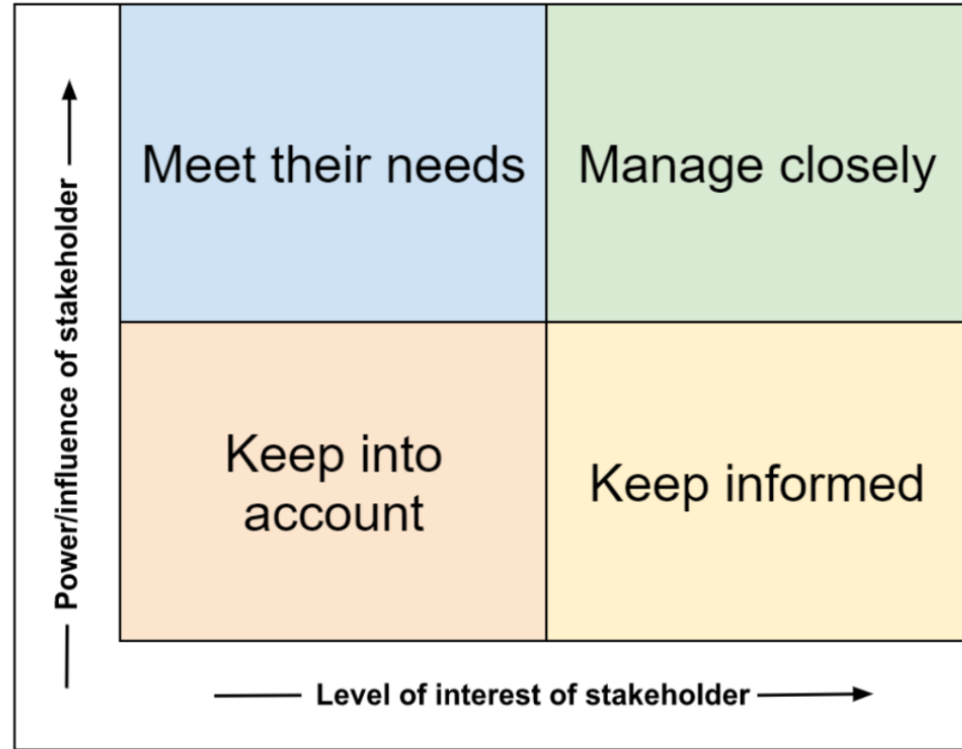 Meet their needs
Manage closely
Power/influence of stakeholder
Keep into
account
Keep informed
Level of interest of stakeholder